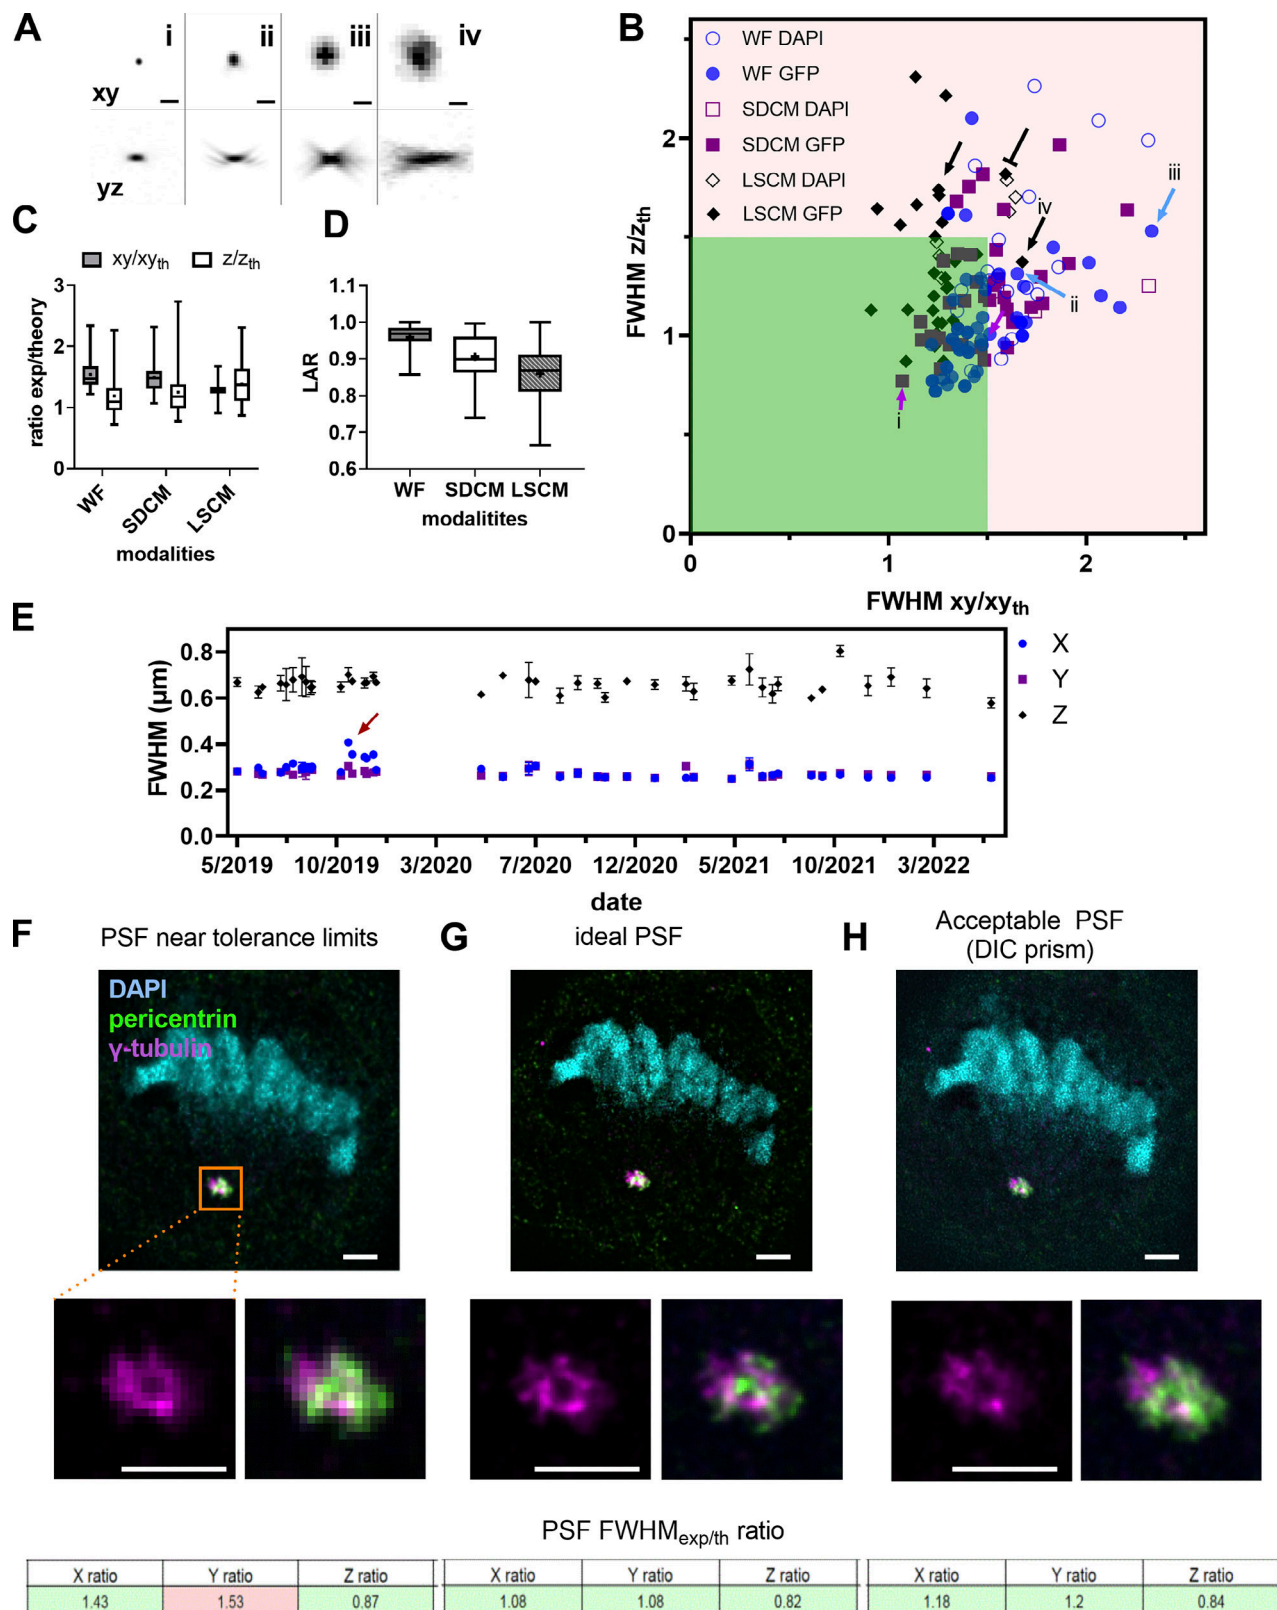 A
i
ii
iii
iv
xy
yz
B
WF DAPI
WF GFP
SDCM DAPI
SDCM GFP
LSCM DAPI
LSCM GFP
iii
iv
ii
i
FWHM z/zth
2
1
0
0
1
2
FWHM xy/xyth
C
xy/xyth
z/zth
ratio exp/theory
3
2
1
0
WF
SDCM
LSCM
modalities
D
LAR
1.1
1.0
0.9
0.8
0.7
0.6
WF SDCM LSCM
modalitites
E
FWHM (µm)
0.8
0.6
0.4
0.2
0.0
5/2019 10/2019 3/2020 7/2020 12/2020 5/2021 10/2021 3/2022
date
X
Y
Z
F
PSF near tolerance limits
DAPI
pericentrin
γ-tubulin
G
ideal PSF
H
Acceptable PSF
(DIC prism)
PSF FWHMexp/th ratio
X ratio Y ratio Z ratio X ratio Y ratio Z ratio X ratio Y ratio Z ratio
1.43 1.53 0.87 1.08 1.08 0.82 1.18 1.2 0.84